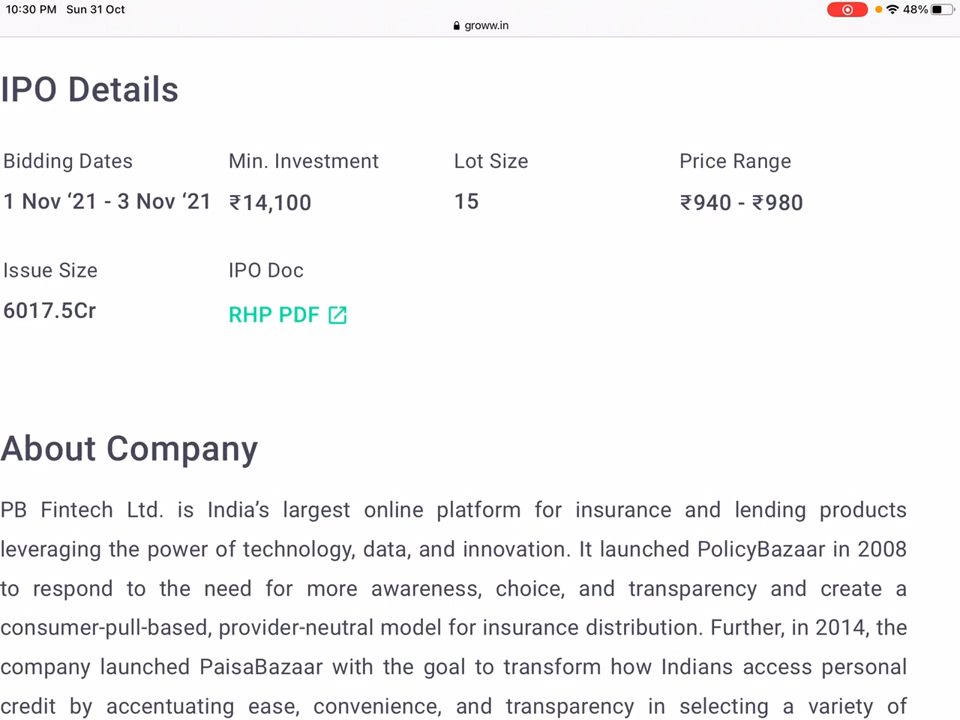 10:30 PM Sun 31 Oct
48%
groww.in
IPO Details
Bidding Dates Min. Investment Lot Size Price Range
1 Nov ‘21 - 3 Nov ‘21 ₹14,100 15 ₹940 - ₹980
Issue Size IPO Doc
6017.5Cr RHP PDF
About Company
PB Fintech Ltd. is India’s largest online platform for insurance and lending products
leveraging the power of technology, data, and innovation. It launched PolicyBazaar in 2008
to respond to the need for more awareness, choice, and transparency and create a
consumer-pull-based, provider-neutral model for insurance distribution. Further, in 2014, the
company launched PaisaBazaar with the goal to transform how Indians access personal
credit by accentuating ease, convenience, and transparency in selecting a variety of